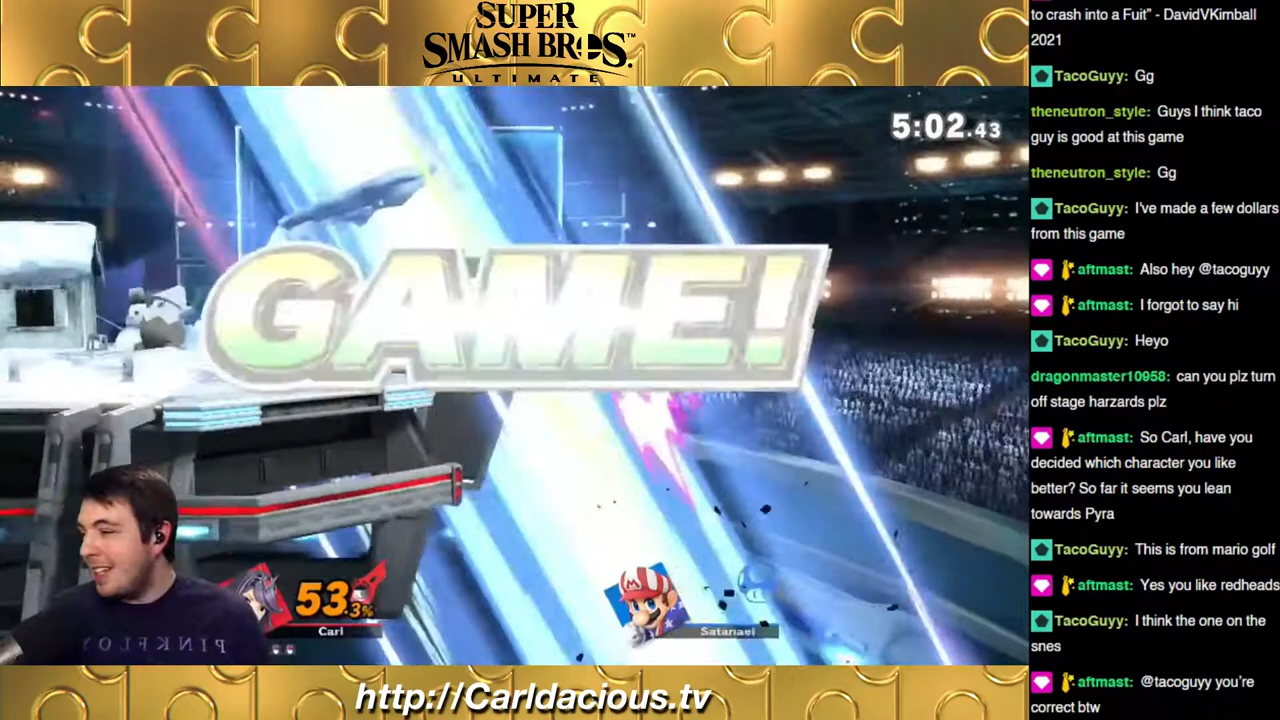 SUPER
SMASH BROS.™
ULTIMATE
5:02.43
GAME!
PINK FLOY
53.3%
Carl
Satanael
http://Carldacious.tv
to crash into a Fuit" - DavidVKimball
2021
TacoGuyy: Gg
theneutron_style: Guys I think taco
guy is good at this game
theneutron_style: Gg
TacoGuyy: I've made a few dollars
from this game
aftmast: Also hey @tacoguyy
aftmast: I forgot to say hi
TacoGuyy: Heyo
dragonmaster10958: can you plz turn
off stage harzards plz
aftmast: So Carl, have you
decided which character you like
better? So far it seems you lean
towards Pyra
TacoGuyy: This is from mario golf
aftmast: Yes you like redheads
TacoGuyy: I think the one on the
snes
aftmast: @tacoguyy you're
correct btw